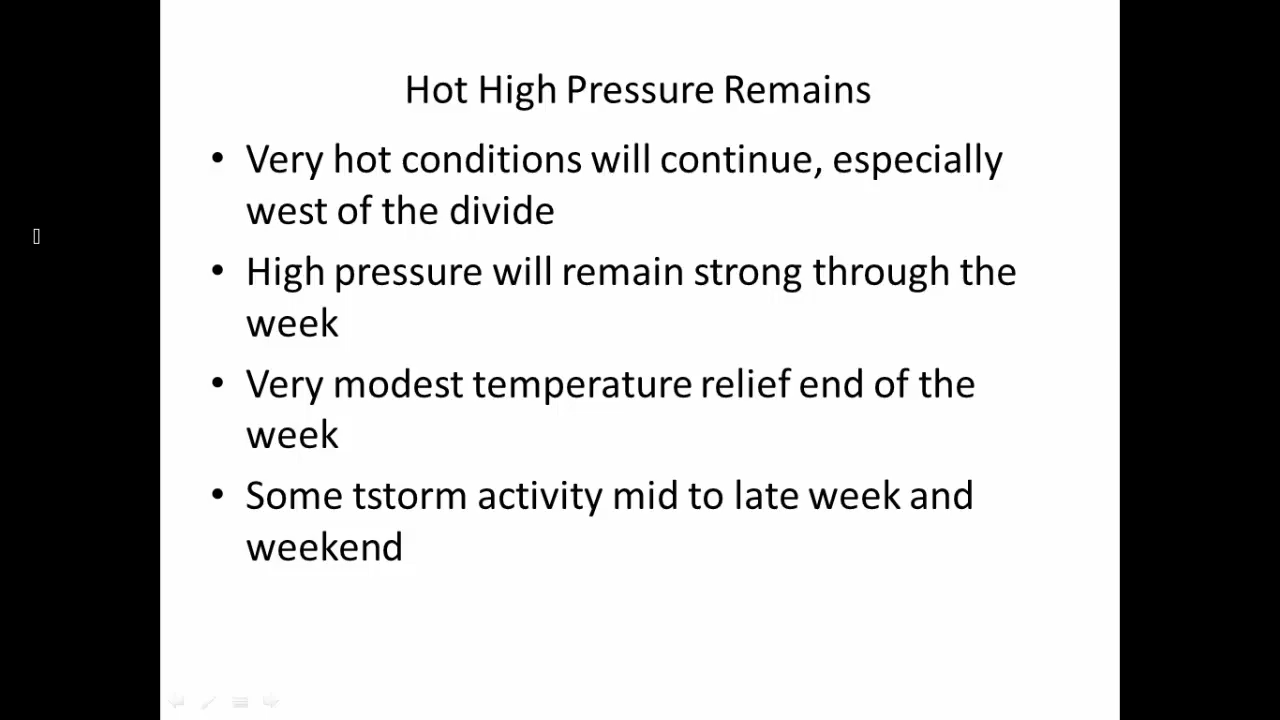 Hot High Pressure Remains
• Very hot conditions will continue, especially
west of the divide
• High pressure will remain strong through the
week
• Very modest temperature relief end of the
week
• Some tstorm activity mid to late week and
weekend